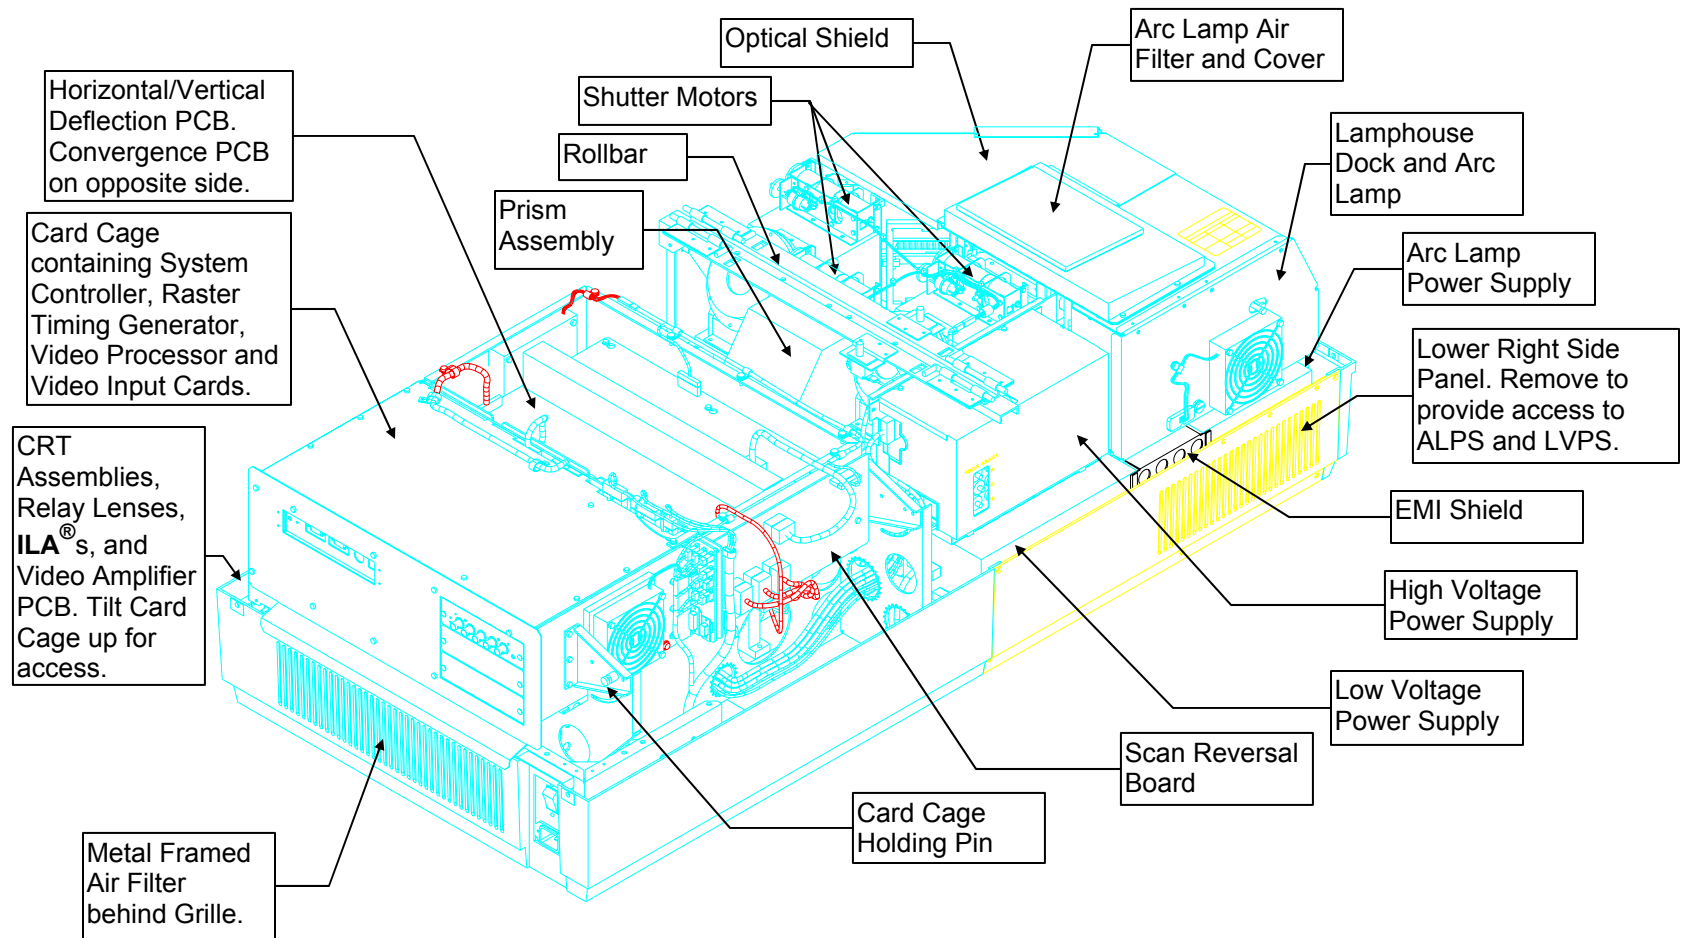 Optical Shield
Arc Lamp Air
Filter and Cover
Horizontal/Vertical
Deflection PCB.
Convergence PCB
on opposite side.
Shutter Motors
Lamphouse
Dock and Arc
Lamp
Rollbar
Prism
Assembly
Card Cage
containing System
Controller, Raster
Timing Generator,
Video Processor and
Video Input Cards.
Arc Lamp
Power Supply
Lower Right Side
Panel. Remove to
provide access to
ALPS and LVPS.
CRT
Assemblies,
Relay Lenses,
ILA®s, and
Video Amplifier
PCB. Tilt Card
Cage up for
access.
EMI Shield
High Voltage
Power Supply
Low Voltage
Power Supply
Scan Reversal
Board
Card Cage
Holding Pin
Metal Framed
Air Filter
behind Grille.